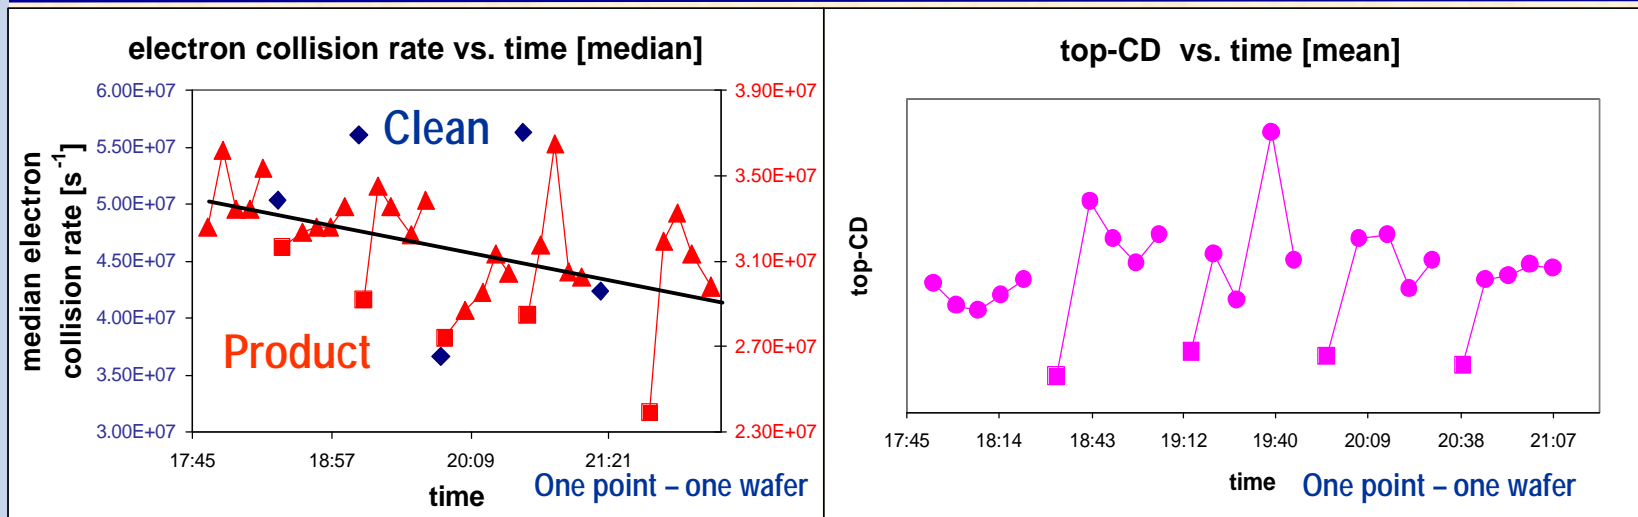 electron collision rate vs. time [median]
6.00E+07
5.50E+07
5.00E+07
4.50E+07
4.00E+07
3.50E+07
3.00E+07
median electron
collision rate [s⁻¹]
Clean
Product
3.90E+07
3.50E+07
3.10E+07
2.70E+07
2.30E+07
17:45 18:57 20:09 21:21
time
One point – one wafer
top-CD vs. time [mean]
top-CD
17:45 18:14 18:43 19:12 19:40 20:09 20:38 21:07
time
One point – one wafer